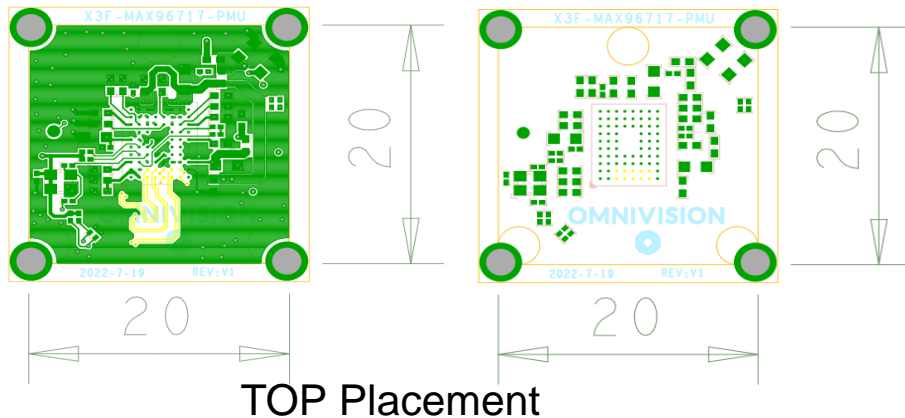 X3F-MAX96717-PMU
X3F-MAX96717-PMU
20
20
OMNIVISION
OMNIVISION
2022-7-19 REV:V1
2022-7-19 REV:V1
20
20
TOP Placement